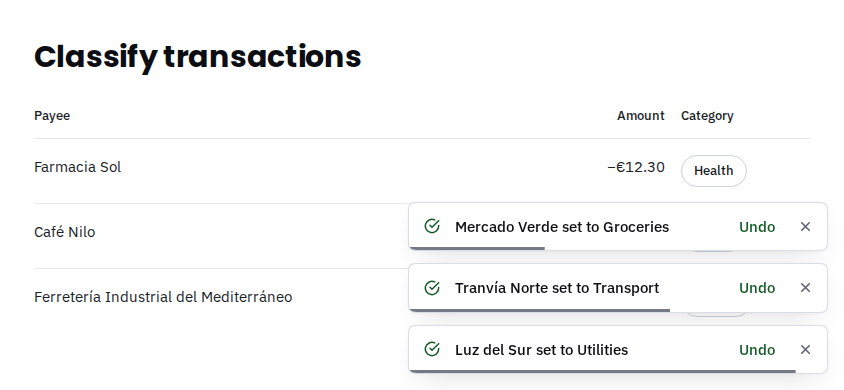 Classify transactions
Payee Amount Category
Farmacia Sol −€12.30 Health
Café Nilo
Mercado Verde set to Groceries Undo
Tranvía Norte set to Transport Undo
Ferretería Industrial del Mediterráneo
Luz del Sur set to Utilities Undo